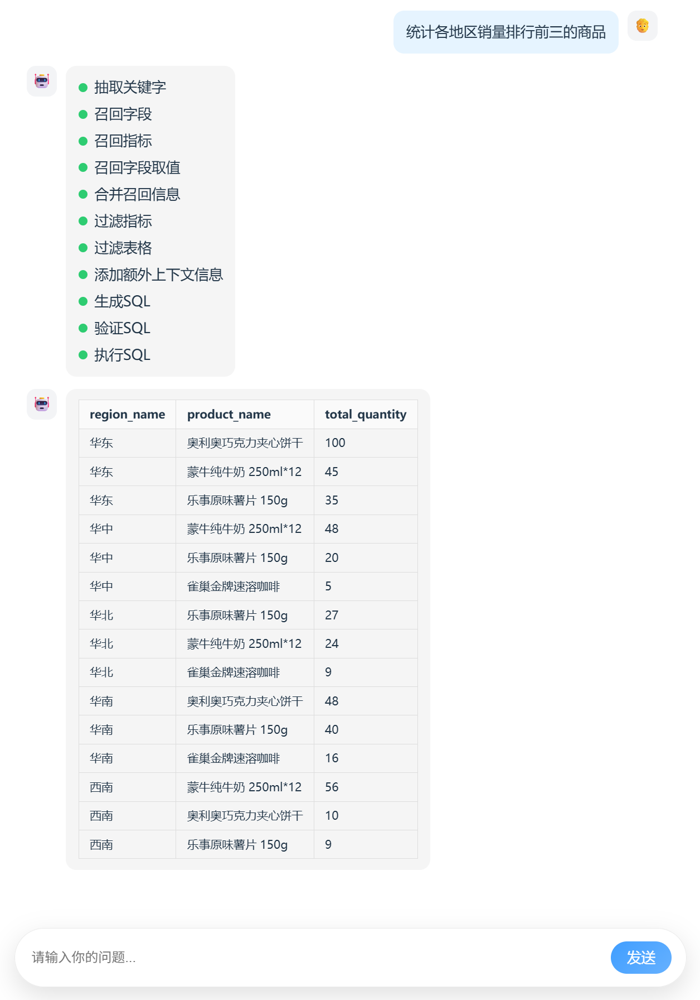 统计各地区销量排行前三的商品
抽取关键字
召回字段
召回指标
召回字段取值
合并召回信息
过滤指标
过滤表格
添加额外上下文信息
生成SQL
验证SQL
执行SQL
region_name product_name total_quantity
华东 奥利奥巧克力夹心饼干 100
华东 蒙牛纯牛奶 250ml*12 45
华东 乐事原味薯片 150g 35
华中 蒙牛纯牛奶 250ml*12 48
华中 乐事原味薯片 150g 20
华中 雀巢金牌速溶咖啡 5
华北 乐事原味薯片 150g 27
华北 蒙牛纯牛奶 250ml*12 24
华北 雀巢金牌速溶咖啡 9
华南 奥利奥巧克力夹心饼干 48
华南 乐事原味薯片 150g 40
华南 雀巢金牌速溶咖啡 16
西南 蒙牛纯牛奶 250ml*12 56
西南 奥利奥巧克力夹心饼干 10
西南 乐事原味薯片 150g 9
请输入你的问题... 发送